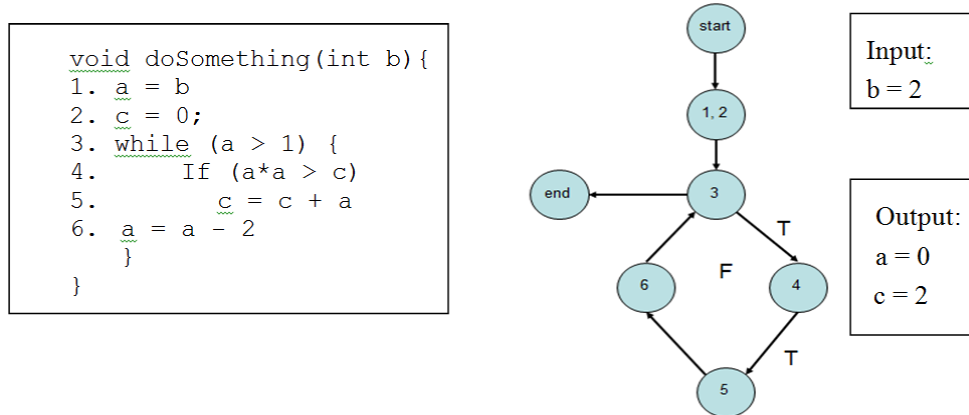 void doSomething(int b){
1. a = b
2. c = 0;
3. while (a > 1) {
4. If (a*a > c)
5. c = c + a
6. a = a - 2
}
}
start
1, 2
end
3
T
6
F
4
T
5
Input:
b = 2
Output:
a = 0
c = 2